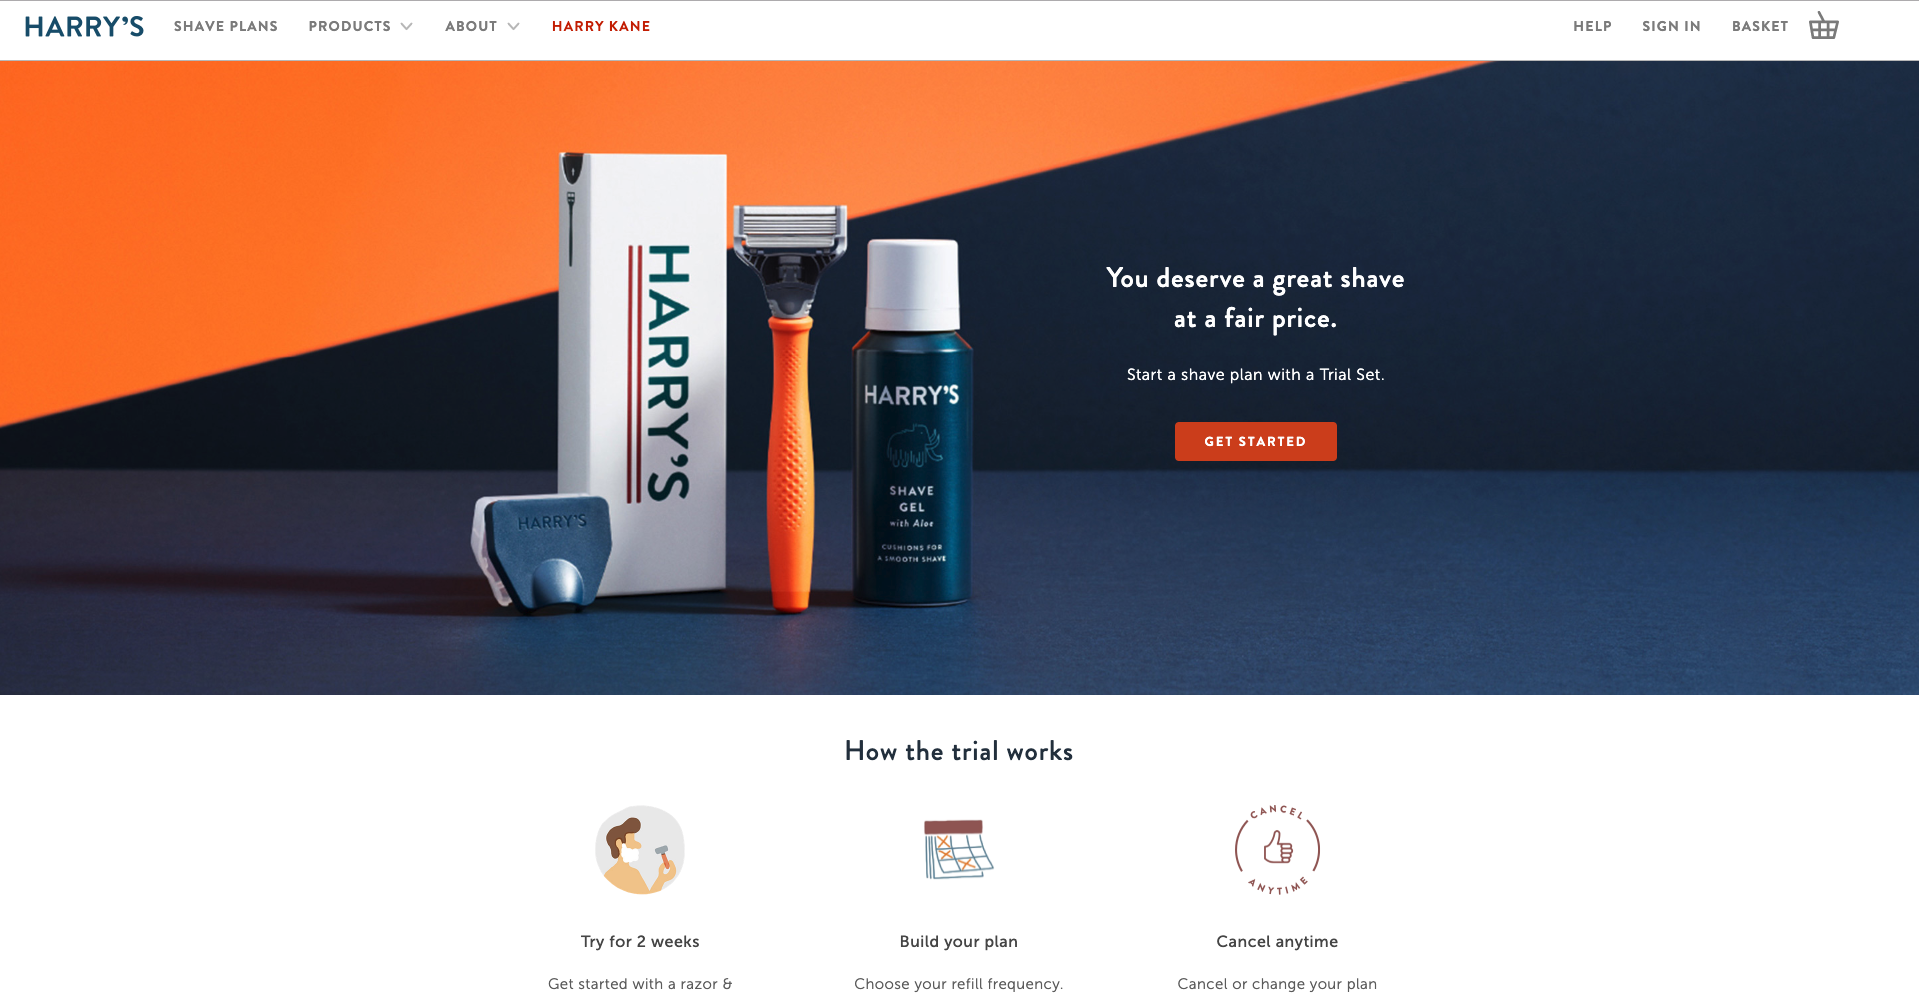 HARRY'S SHAVE PLANS PRODUCTS ABOUT HARRY KANE HELP SIGN IN BASKET
HARRY'S
HARRY'S
HARRY'S
SHAVE
GEL
with Aloe
CUSHIONS FOR
A SMOOTH SHAVE
You deserve a great shave
at a fair price.
Start a shave plan with a Trial Set.
GET STARTED
How the trial works
CANCEL
ANYTIME
Try for 2 weeks
Build your plan
Cancel anytime
Get started with a razor &
Choose your refill frequency.
Cancel or change your plan